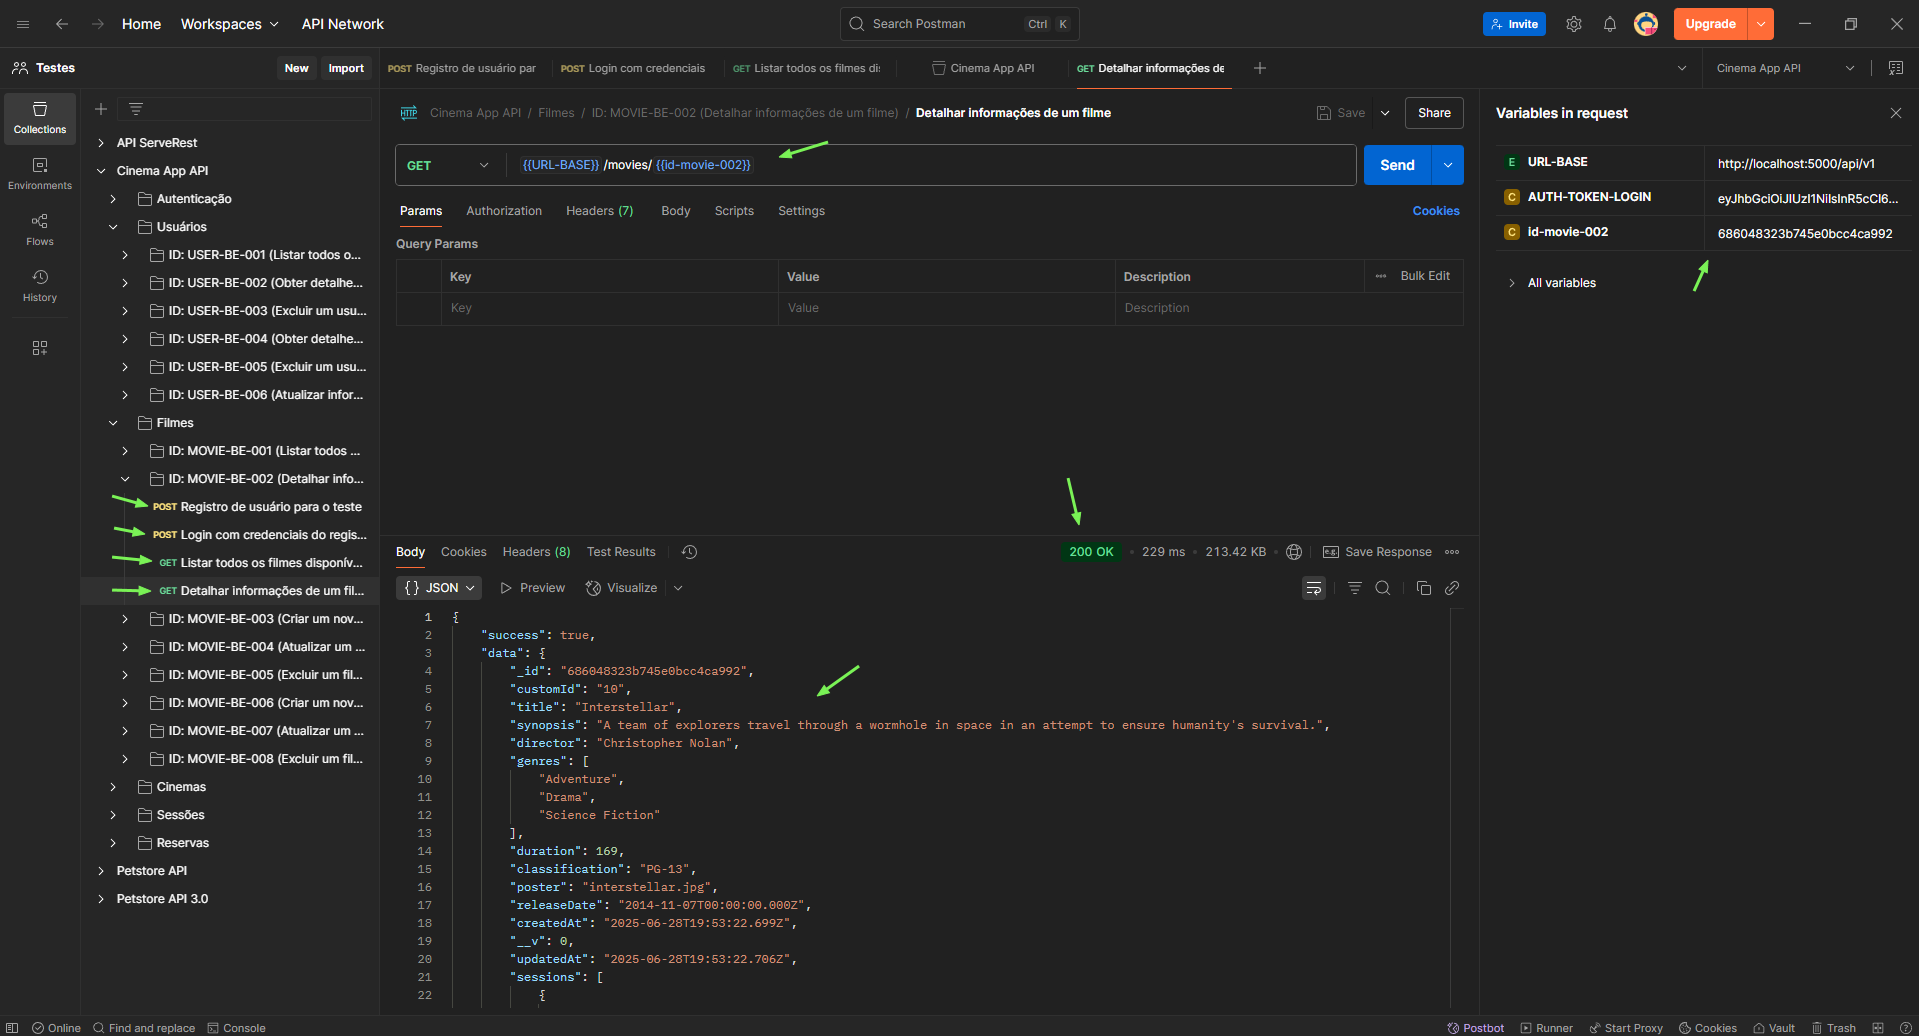 Home Workspaces API Network Search Postman Ctrl K Invite Upgrade
Testes New Import
POST Registro de usuário par POST Login com credenciais GET Listar todos os filmes di Cinema App API GET Detalhar informações de Cinema App API
Collections
Environments
Flows
History
API ServeRest
Cinema App API
Autenticação
Usuários
ID: USER-BE-001 (Listar todos o...
ID: USER-BE-002 (Obter detalhe...
ID: USER-BE-003 (Excluir um usu...
ID: USER-BE-004 (Obter detalhe...
ID: USER-BE-005 (Excluir um usu...
ID: USER-BE-006 (Atualizar infor...
Filmes
ID: MOVIE-BE-001 (Listar todos ...
ID: MOVIE-BE-002 (Detalhar info...
POST Registro de usuário para o teste
POST Login com credenciais do regis...
GET Listar todos os filmes disponív...
GET Detalhar informações de um fil...
ID: MOVIE-BE-003 (Criar um nov...
ID: MOVIE-BE-004 (Atualizar um ...
ID: MOVIE-BE-005 (Excluir um fil...
ID: MOVIE-BE-006 (Criar um nov...
ID: MOVIE-BE-007 (Atualizar um ...
ID: MOVIE-BE-008 (Excluir um fil...
Cinemas
Sessões
Reservas
Petstore API
Petstore API 3.0
HTTP Cinema App API / Filmes / ID: MOVIE-BE-002 (Detalhar informações de um filme) / Detalhar informações de um filme Save Share
GET {{URL-BASE}} /movies/ {{id-movie-002}} Send
Params Authorization Headers (7) Body Scripts Settings Cookies
Query Params
Key Value Description Bulk Edit
Key Value Description
Body Cookies Headers (8) Test Results 200 OK 229 ms 213.42 KB e.g. Save Response
{} JSON Preview Visualize
1 {
2 "success": true,
3 "data": {
4 "_id": "686048323b745e0bcc4ca992",
5 "customId": "10",
6 "title": "Interstellar",
7 "synopsis": "A team of explorers travel through a wormhole in space in an attempt to ensure humanity's survival.",
8 "director": "Christopher Nolan",
9 "genres": [
10 "Adventure",
11 "Drama",
12 "Science Fiction"
13 ],
14 "duration": 169,
15 "classification": "PG-13",
16 "poster": "interstellar.jpg",
17 "releaseDate": "2014-11-07T00:00:00.000Z",
18 "createdAt": "2025-06-28T19:53:22.699Z",
19 "__v": 0,
20 "updatedAt": "2025-06-28T19:53:22.706Z",
21 "sessions": [
22 {
Variables in request
E URL-BASE http://localhost:5000/api/v1
C AUTH-TOKEN-LOGIN eyJhbGciOiJIUzI1NiIsInR5cCI6...
C id-movie-002 686048323b745e0bcc4ca992
All variables
Online Find and replace Console Postbot Runner Start Proxy Cookies Vault Trash